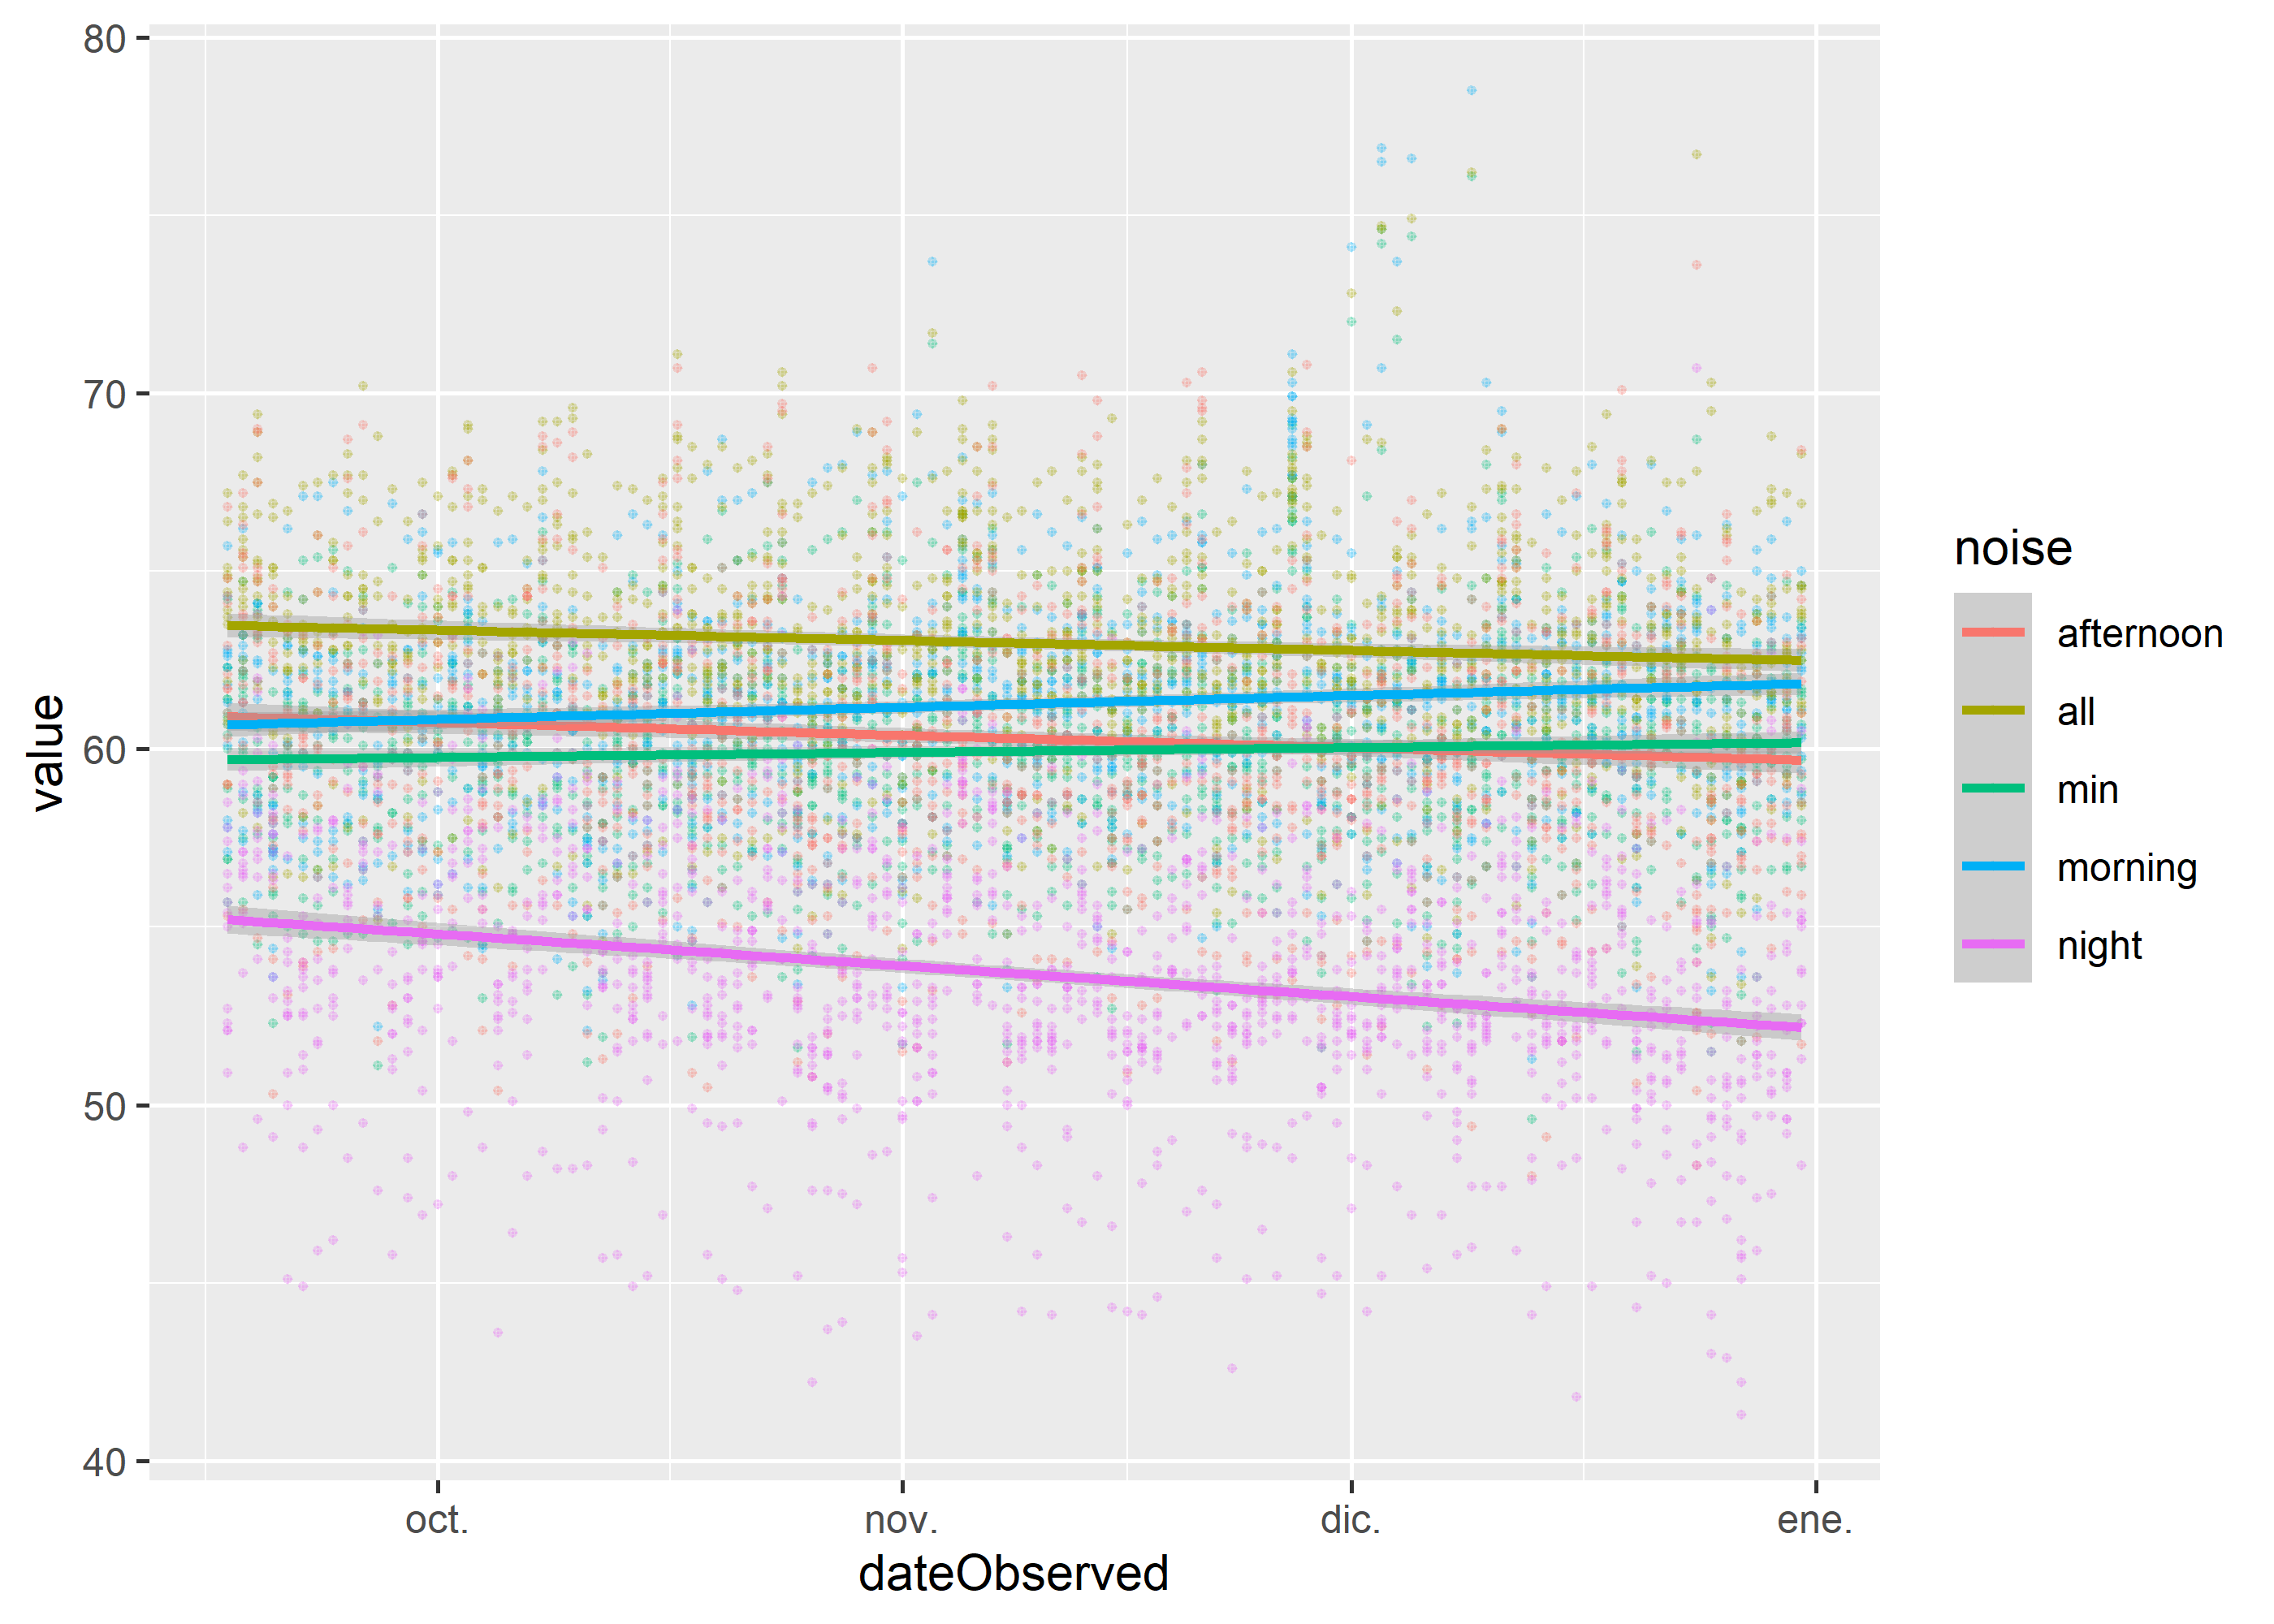 80
70
60
50
40
value
oct.
nov.
dic.
ene.
dateObserved
noise
afternoon
all
min
morning
night